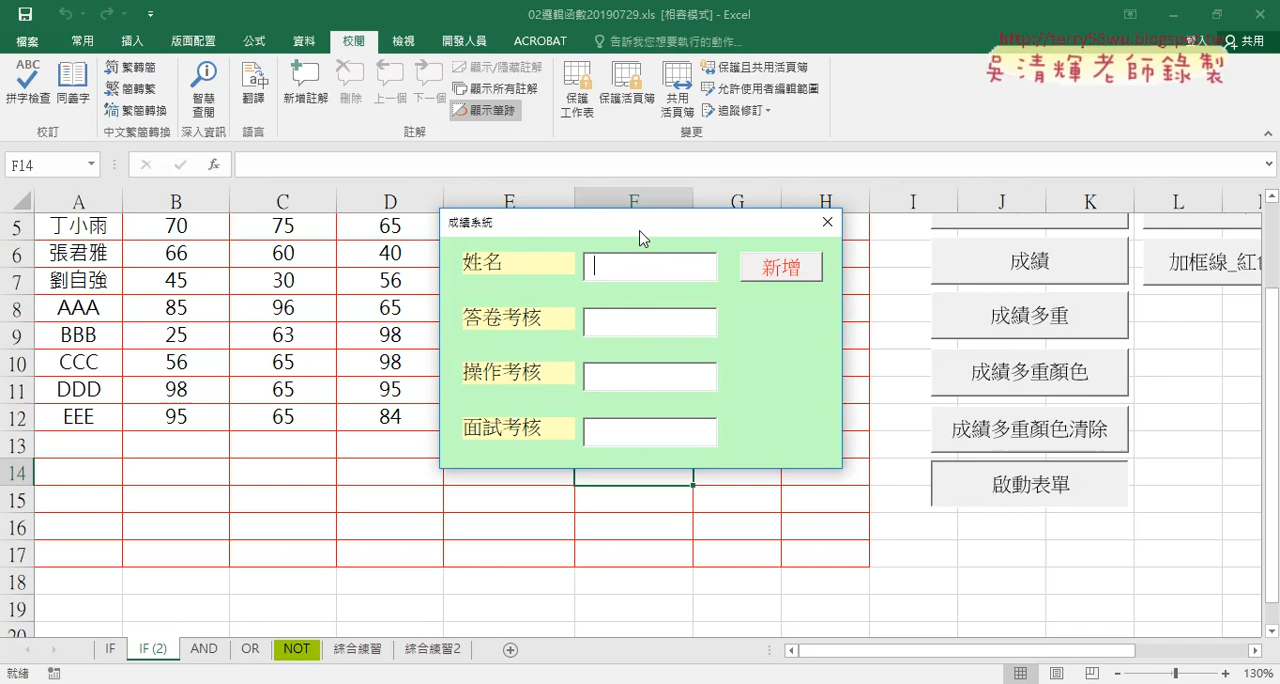 02邏輯函數20190729.xls [相容模式] - Excel
http://terry55wu.blogspot.tw
吳清輝老師錄製
檔案 常用 插入 版面配置 公式 資料 校閱 檢視 開發人員 ACROBAT 告訴我您想要執行的動作... 登入 共用
ABC
拼字檢查 同義字
校訂
繁轉簡
簡轉繁
繁簡轉換
中文繁簡轉換
智慧查閱
深入資訊
翻譯
語言
新增註解 刪除 上一個 下一個
顯示/隱藏註解
顯示所有註解
顯示筆跡
註解
保護工作表 保護活頁簿 共用活頁簿
保護且共用活頁簿
允許使用者編輯範圍
追蹤修訂
變更
F14 fx
A B C D E F G H I J K L
5 丁小雨 70 75 65
6 張君雅 66 60 40
7 劉自強 45 30 56
8 AAA 85 96 65
9 BBB 25 63 98
10 CCC 56 65 98
11 DDD 98 65 95
12 EEE 95 65 84
13
14
15
16
17
18
19
20
成績系統
姓名 新增
答卷考核
操作考核
面試考核
成績
成績多重
成績多重顏色
成績多重顏色清除
啟動表單
加框線_紅
IF IF (2) AND OR NOT 綜合練習 綜合練習2
就緒 130%